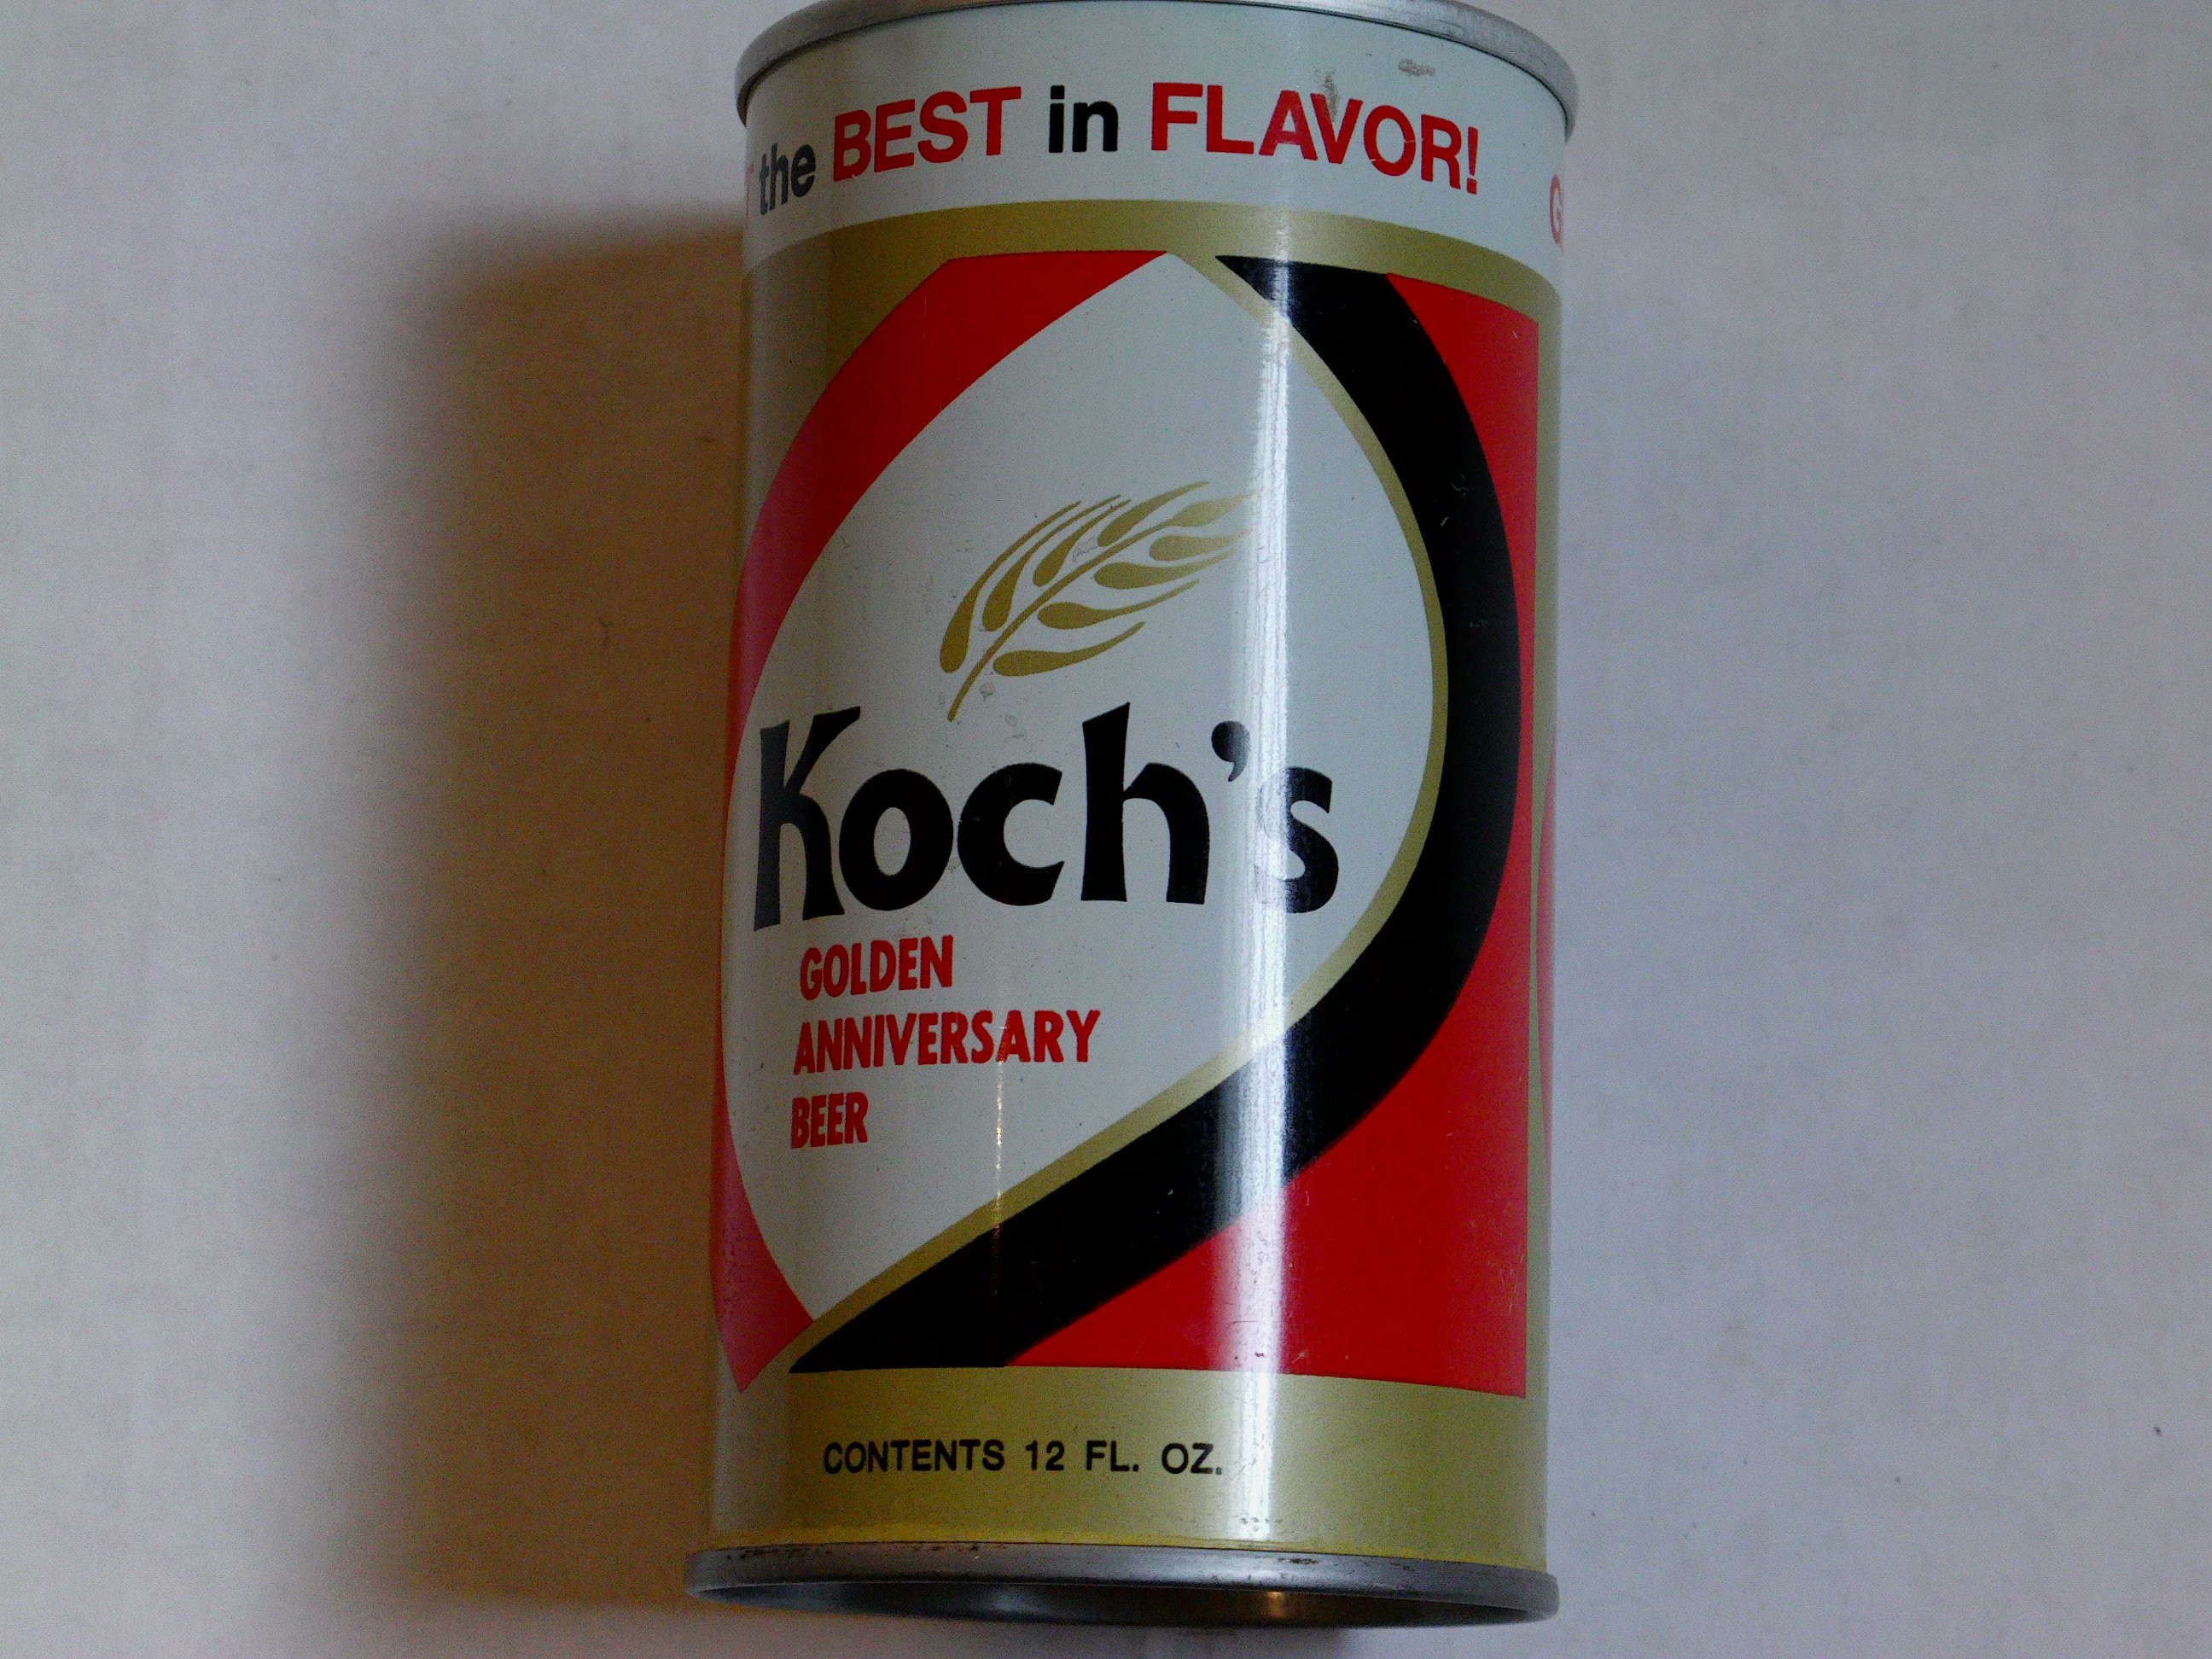 the BEST in FLAVOR!
Koch's
GOLDEN
ANNIVERSARY
BEER
CONTENTS 12 FL. OZ.